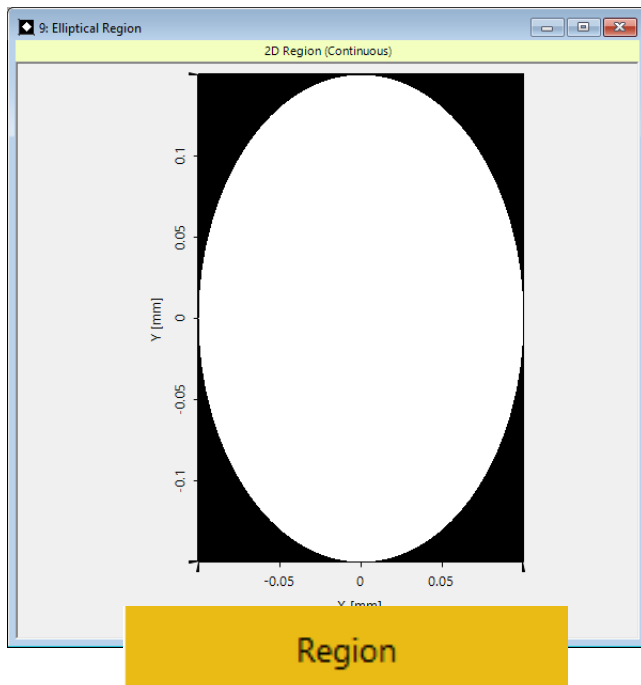 9: Elliptical Region
2D Region (Continuous)
0.1
0.05
0
-0.05
-0.1
Y [mm]
-0.05 0 0.05
X [mm]
Region